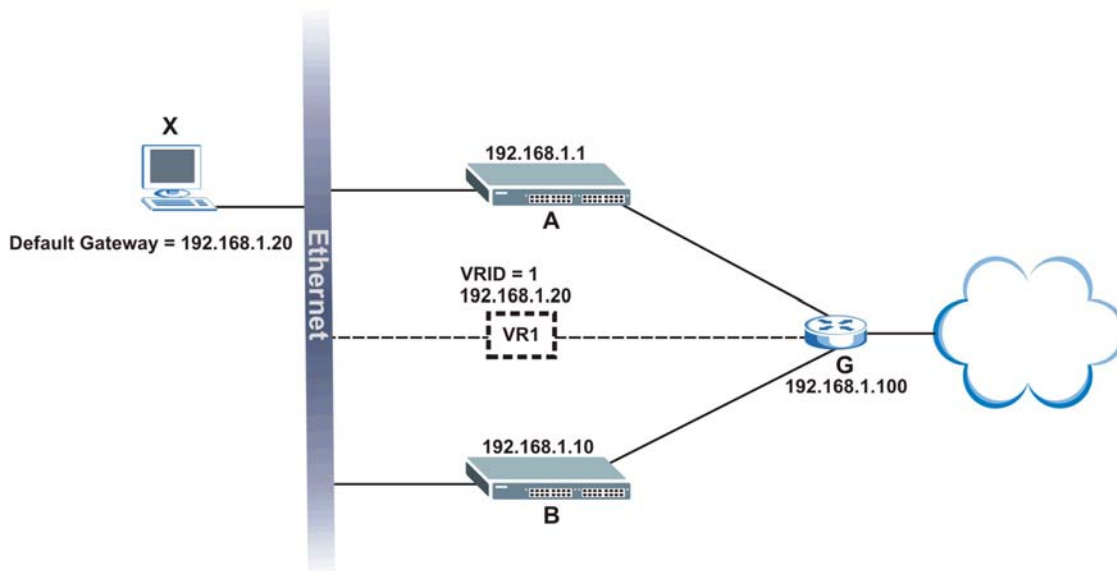 X
Default Gateway = 192.168.1.20
Ethernet
192.168.1.1
A
VRID = 1
192.168.1.20
VR1
192.168.1.10
B
G
192.168.1.100